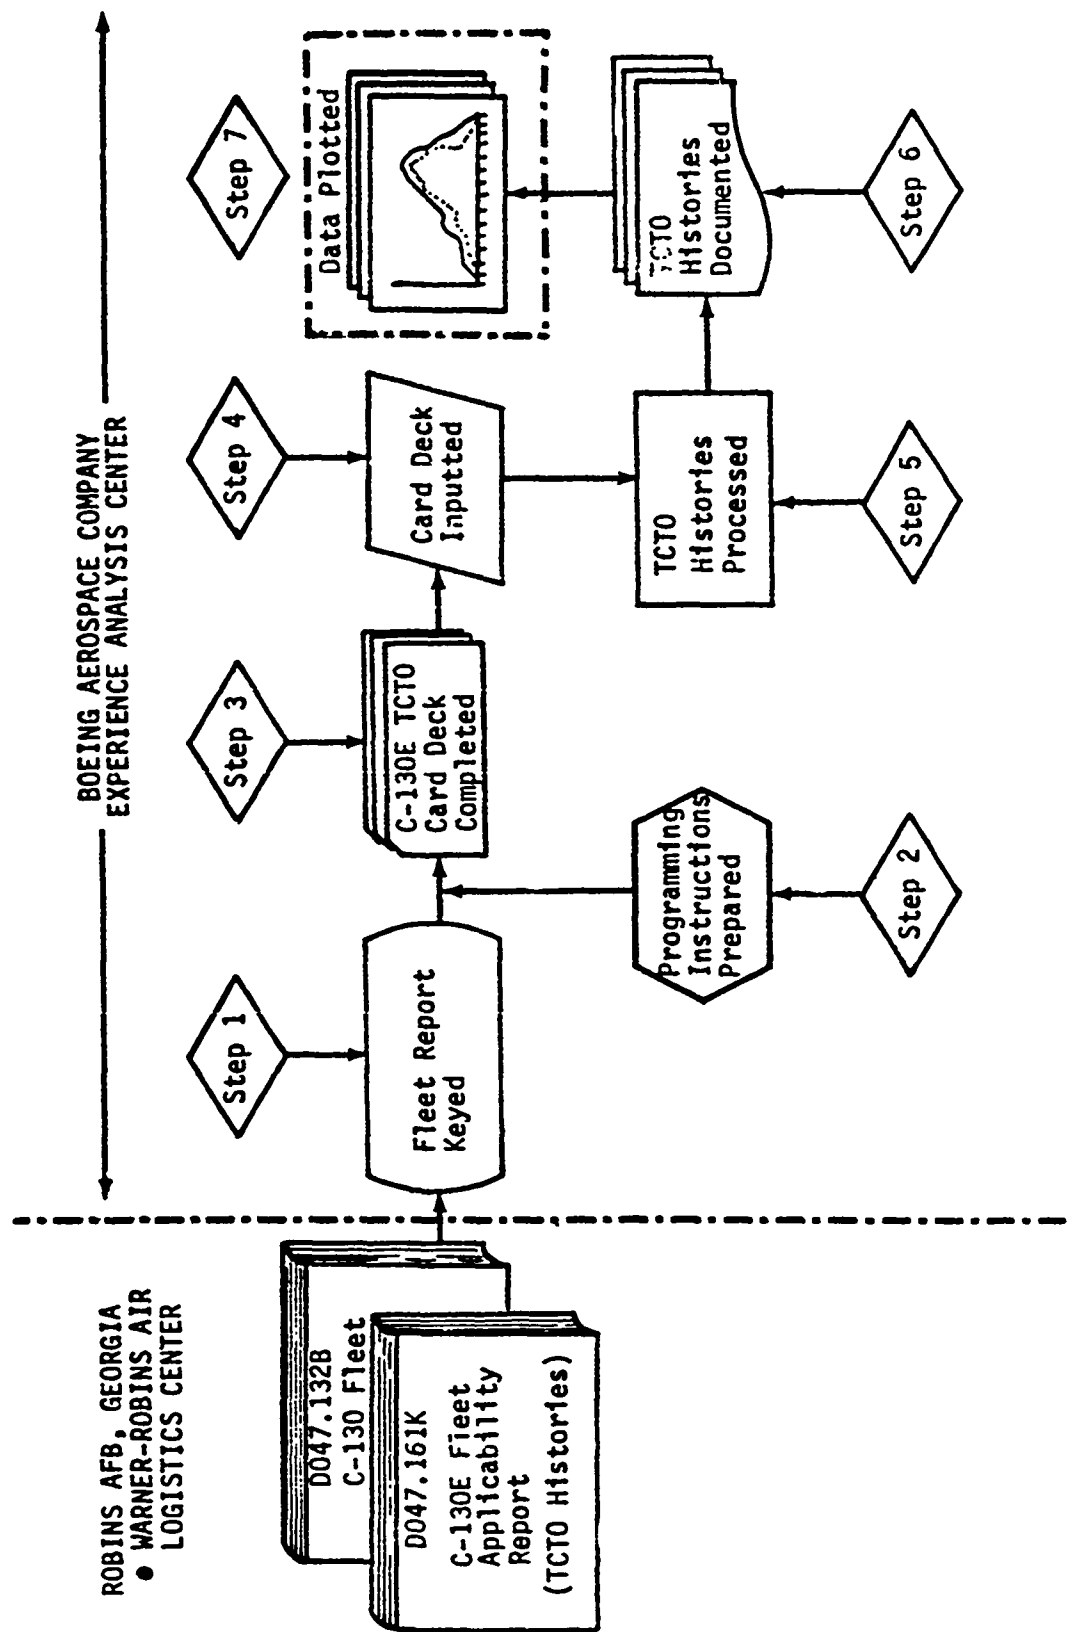 ROBINS AFB, GEORGIA
● WARNER-ROBINS AIR
LOGISTICS CENTER
BOEING AEROSPACE COMPANY
EXPERIENCE ANALYSIS CENTER
DO47.132B
C-130 Fleet
DO47.161K
C-130E Fleet
Applicability
Report
(TCTO Histories)
Step 1
Fleet Report
Keyed
Step 2
Programming
Instructions
Prepared
Step 3
C-130E TCTO
Card Deck
Completed
Step 4
Card Deck
Inputted
Step 5
TCTO
Histories
Processed
Step 6
TCTO
Histories
Documented
Step 7
Data Plotted